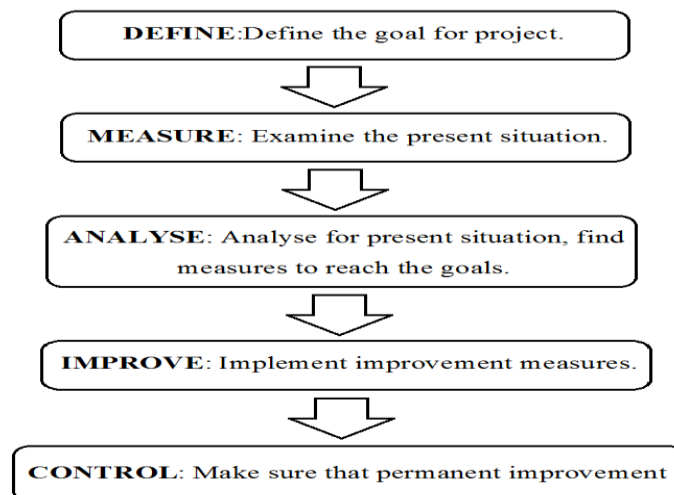 DEFINE:Define the goal for project.
MEASURE: Examine the present situation.
ANALYSE: Analyse for present situation, find
measures to reach the goals.
IMPROVE: Implement improvement measures.
CONTROL: Make sure that permanent improvement